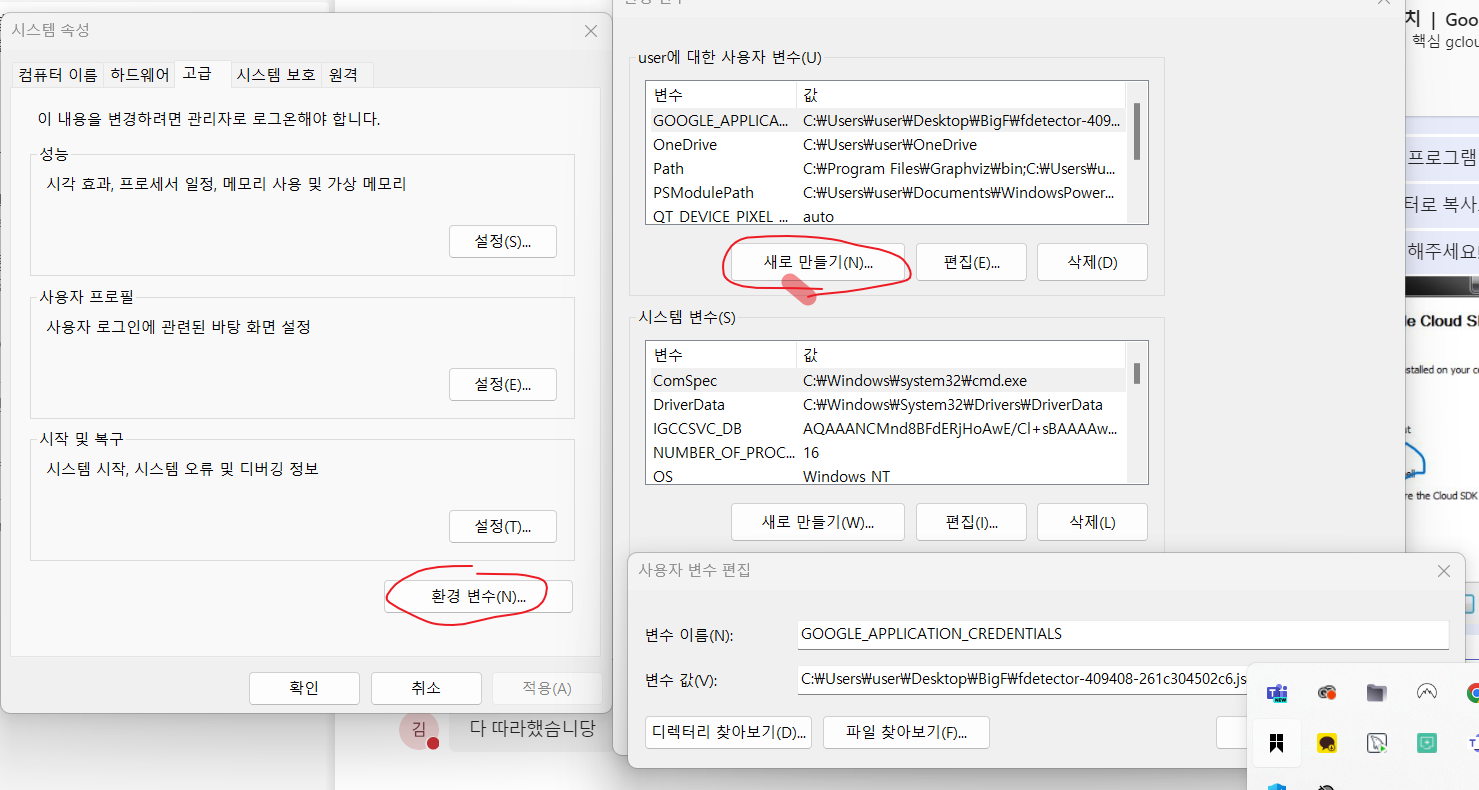 시스템 속성
컴퓨터 이름
하드웨어
고급
시스템 보호
원격
이 내용을 변경하려면 관리자로 로그온해야 합니다.
성능
시각 효과, 프로세서 일정, 메모리 사용 및 가상 메모리
설정(S)...
사용자 프로필
사용자 로그인에 관련된 바탕 화면 설정
설정(E)...
시작 및 복구
시스템 시작, 시스템 오류 및 디버깅 정보
설정(T)...
환경 변수(N)...
확인
취소
적용(A)
김
다 따라했슴니당
user에 대한 사용자 변수(U)
변수 값
GOOGLE_APPLICA... C:₩Users₩user₩Desktop₩BigF₩fdetector-409...
OneDrive C:₩Users₩user₩OneDrive
Path C:₩Program Files₩Graphviz₩bin;C:₩Users₩u...
PSModulePath C:₩Users₩user₩Documents₩WindowsPower...
QT_DEVICE_PIXEL_... auto
새로 만들기(N)...
편집(E)...
삭제(D)
시스템 변수(S)
변수 값
ComSpec C:₩Windows₩system32₩cmd.exe
DriverData C:₩Windows₩System32₩Drivers₩DriverData
IGCCSVC_DB AQAAANCMnd8BFdERjHoAwE/Cl+sBAAAAw...
NUMBER_OF_PROC... 16
OS Windows NT
새로 만들기(W)...
편집(I)...
삭제(L)
사용자 변수 편집
변수 이름(N): GOOGLE_APPLICATION_CREDENTIALS
변수 값(V): C:₩Users₩user₩Desktop₩BigF₩fdetector-409408-261c304502c6.js
디렉터리 찾아보기(D)...
파일 찾아보기(F)...
치 | Goo
핵심 gclou
프로그램
터로 복사
해주세요!
le Cloud S
stalled on your c
re the Cloud SDK
NEW